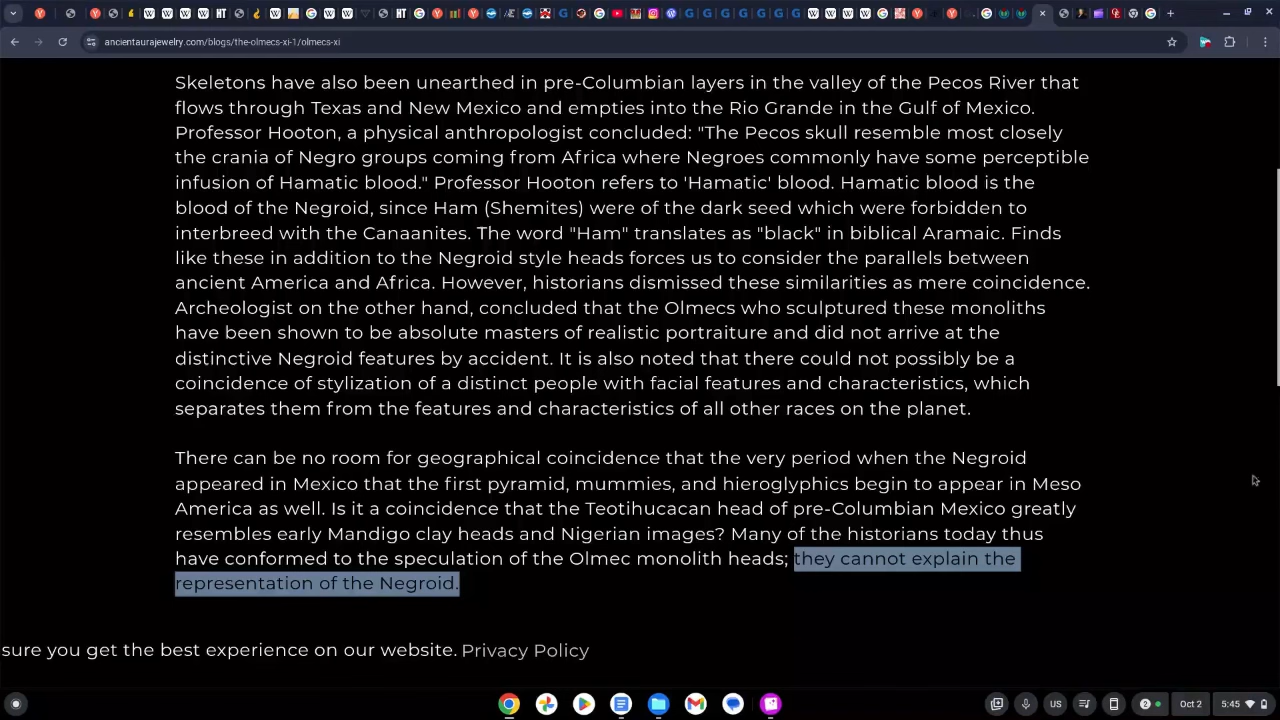 ancientaurajewelry.com/blogs/the-olmecs-xi-1/olmecs-xi
Skeletons have also been unearthed in pre-Columbian layers in the valley of the Pecos River that
flows through Texas and New Mexico and empties into the Rio Grande in the Gulf of Mexico.
Professor Hooton, a physical anthropologist concluded: "The Pecos skull resemble most closely
the crania of Negro groups coming from Africa where Negroes commonly have some perceptible
infusion of Hamatic blood." Professor Hooton refers to 'Hamatic' blood. Hamatic blood is the
blood of the Negroid, since Ham (Shemites) were of the dark seed which were forbidden to
interbreed with the Canaanites. The word "Ham" translates as "black" in biblical Aramaic. Finds
like these in addition to the Negroid style heads forces us to consider the parallels between
ancient America and Africa. However, historians dismissed these similarities as mere coincidence.
Archeologist on the other hand, concluded that the Olmecs who sculptured these monoliths
have been shown to be absolute masters of realistic portraiture and did not arrive at the
distinctive Negroid features by accident. It is also noted that there could not possibly be a
coincidence of stylization of a distinct people with facial features and characteristics, which
separates them from the features and characteristics of all other races on the planet.
There can be no room for geographical coincidence that the very period when the Negroid
appeared in Mexico that the first pyramid, mummies, and hieroglyphics begin to appear in Meso
America as well. Is it a coincidence that the Teotihucacan head of pre-Columbian Mexico greatly
resembles early Mandigo clay heads and Nigerian images? Many of the historians today thus
have conformed to the speculation of the Olmec monolith heads; they cannot explain the
representation of the Negroid.
sure you get the best experience on our website. Privacy Policy
US
2
Oct 2
5:45